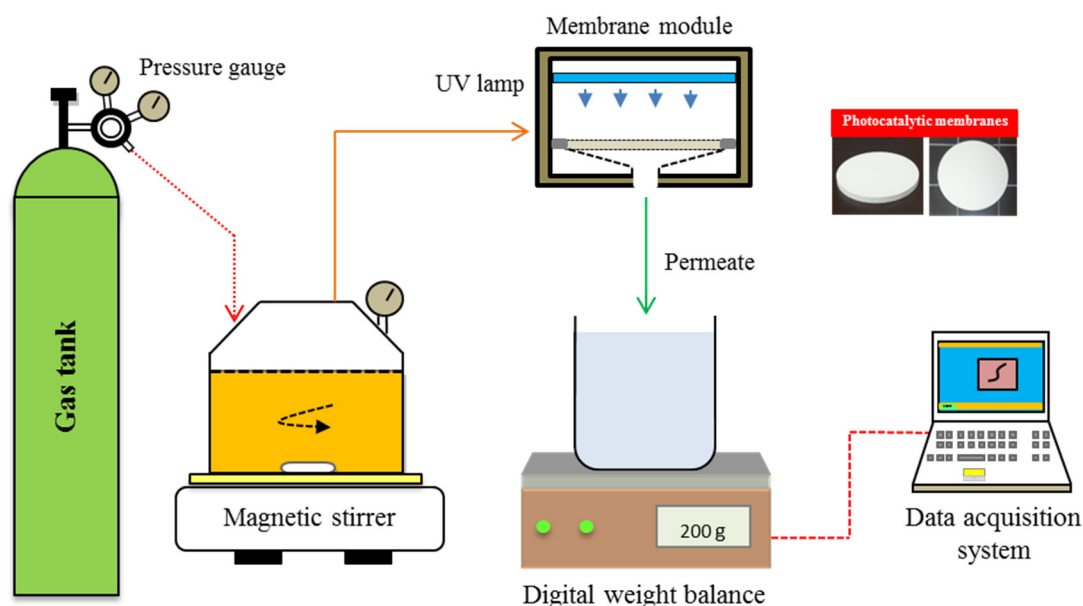 Membrane module
Pressure gauge
UV lamp
Photocatalytic membranes
Permeate
Gas tank
Magnetic stirrer
200 g
Data acquisition
system
Digital weight balance